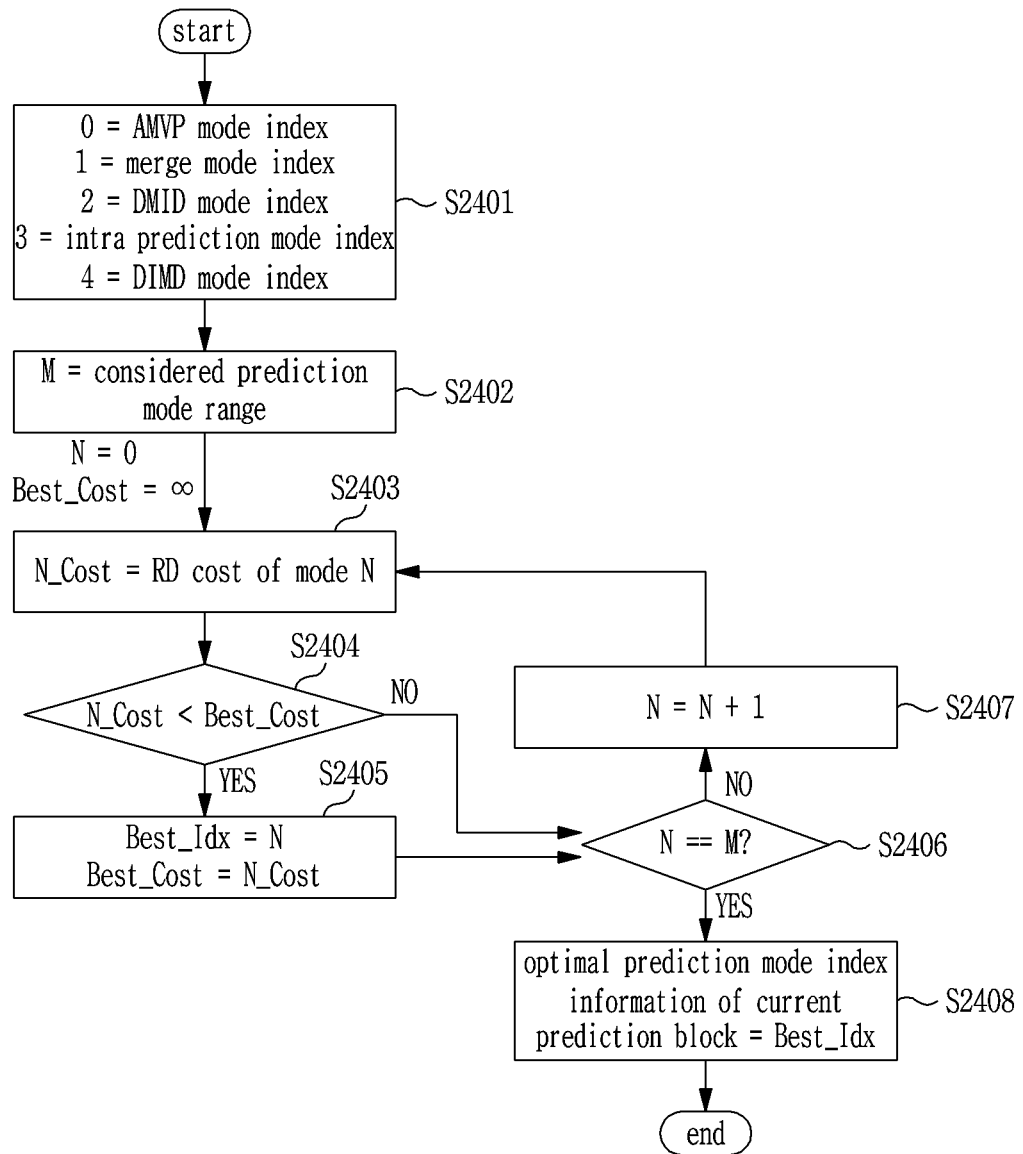 start
0 = AMVP mode index
1 = merge mode index
2 = DMID mode index
3 = intra prediction mode index
4 = DIMD mode index
S2401
M = considered prediction
mode range
S2402
N = 0
Best_Cost = ∞
S2403
N_Cost = RD cost of mode N
S2404
N_Cost < Best_Cost
NO
YES
S2405
Best_Idx = N
Best_Cost = N_Cost
N = N + 1
S2407
NO
N == M?
S2406
YES
optimal prediction mode index
information of current
prediction block = Best_Idx
S2408
end